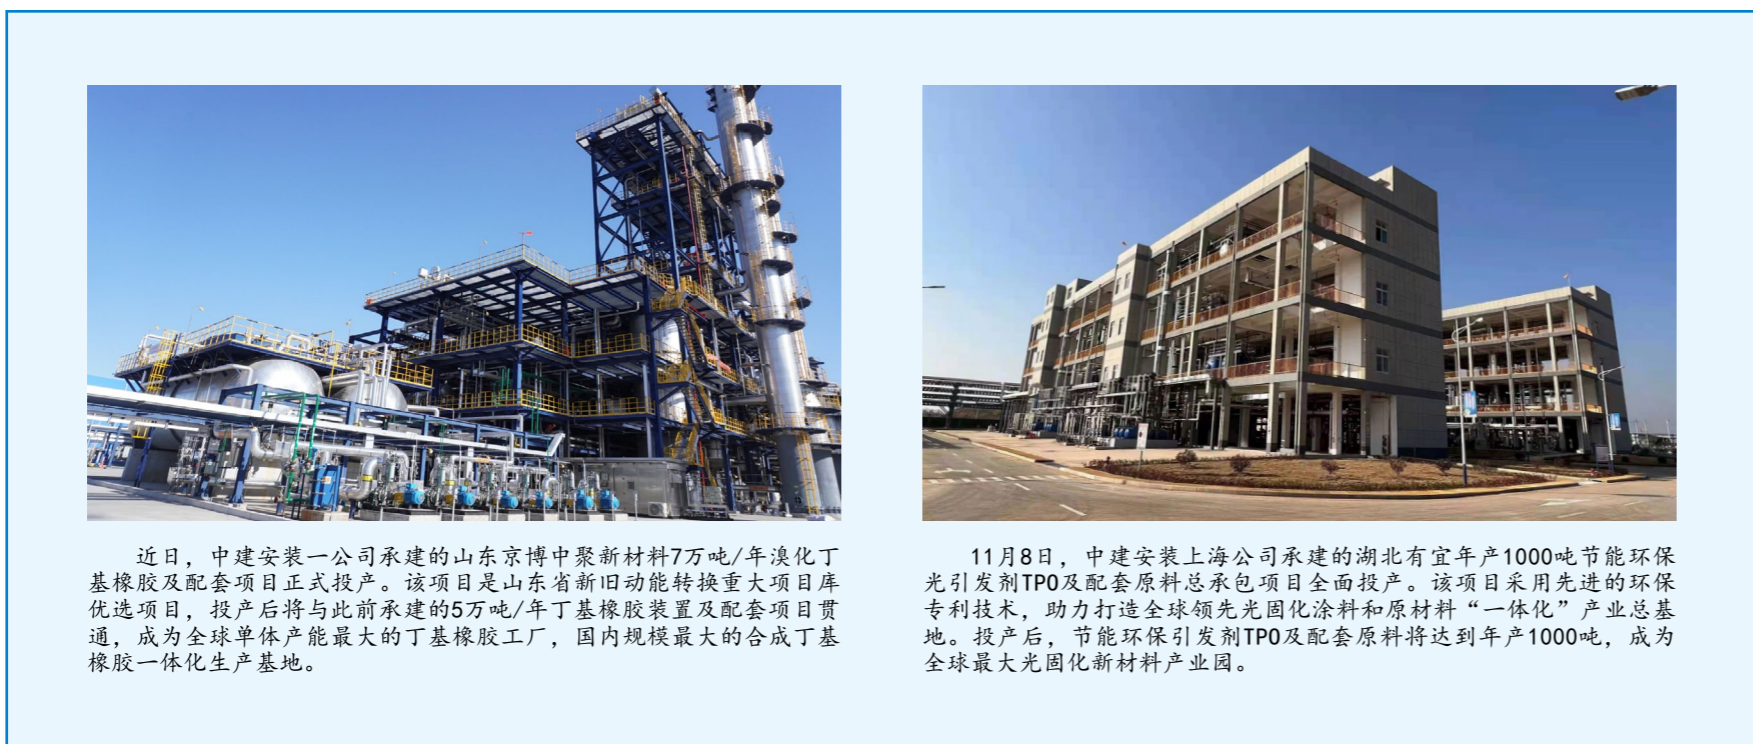 近日，中建安装一公司承建的山东京博中聚新材料7万吨/年溴化丁
基橡胶及配套项目正式投产。该项目是山东省新旧动能转换重大项目库
优选项目，投产后将与此前承建的5万吨/年丁基橡胶装置及配套项目贯
通，成为全球单体产能最大的丁基橡胶工厂，国内规模最大的合成丁基
橡胶一体化生产基地。
11月8日，中建安装上海公司承建的湖北有宜年产1000吨节能环保
光引发剂TPO及配套原料总承包项目全面投产。该项目采用先进的环保
专利技术，助力打造全球领先光固化涂料和原材料“一体化”产业总基
地。投产后，节能环保引发剂TPO及配套原料将达到年产1000吨，成为
全球最大光固化新材料产业园。